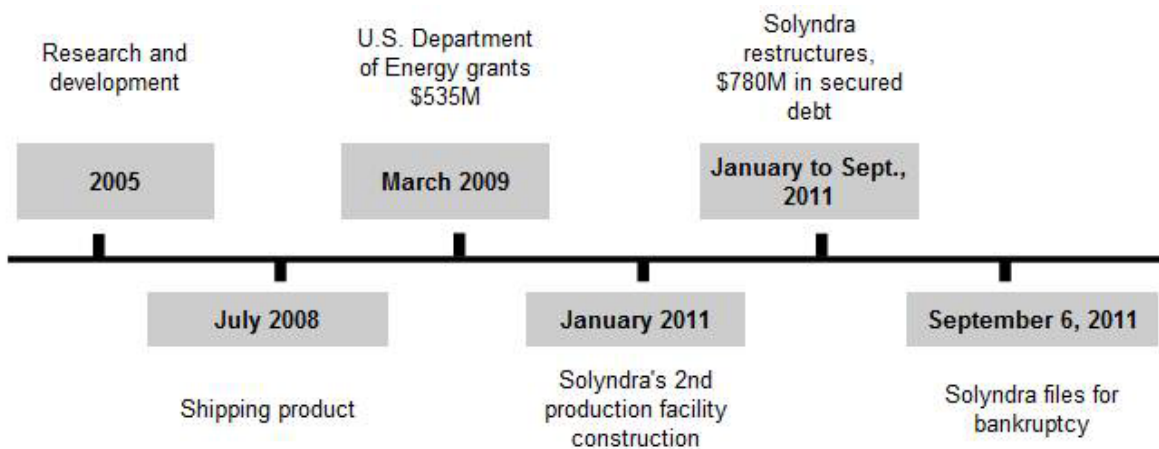 Research and
development
2005
July 2008
Shipping product
U.S. Department
of Energy grants
$535M
March 2009
January 2011
Solyndra's 2nd
production facility
construction
Solyndra
restructures,
$780M in secured
debt
January to Sept.,
2011
September 6, 2011
Solyndra files for
bankruptcy